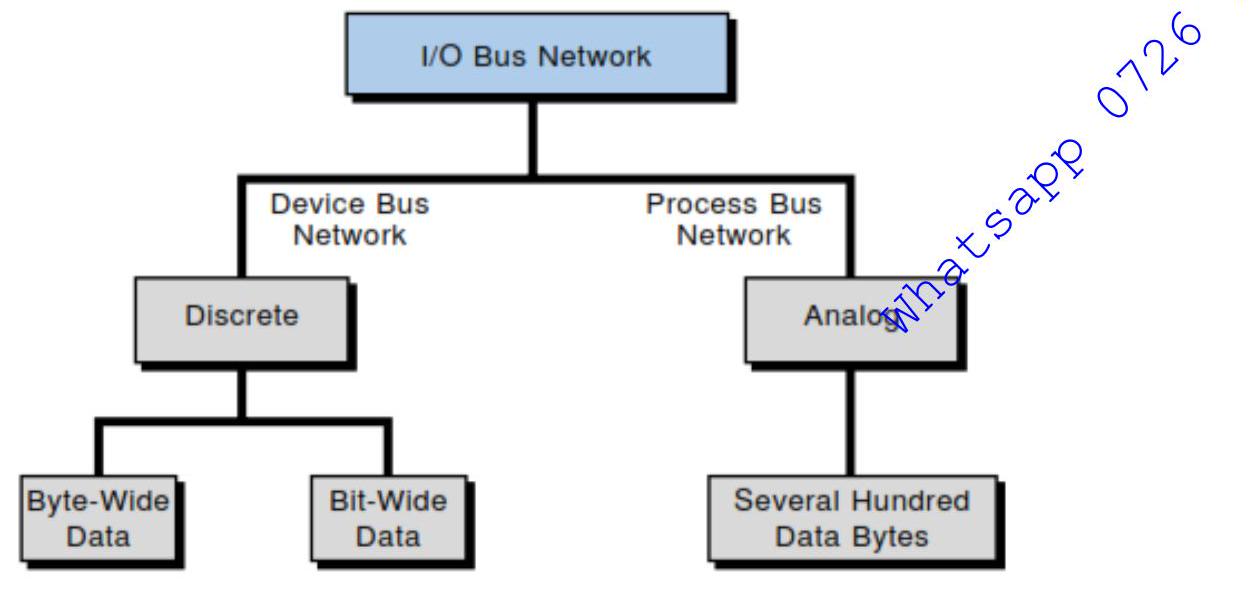 I/O Bus Network
Device Bus
Network
Process Bus
Network
Discrete
Analog
Byte-Wide
Data
Bit-Wide
Data
Several Hundred
Data Bytes
Whatsapp 0726